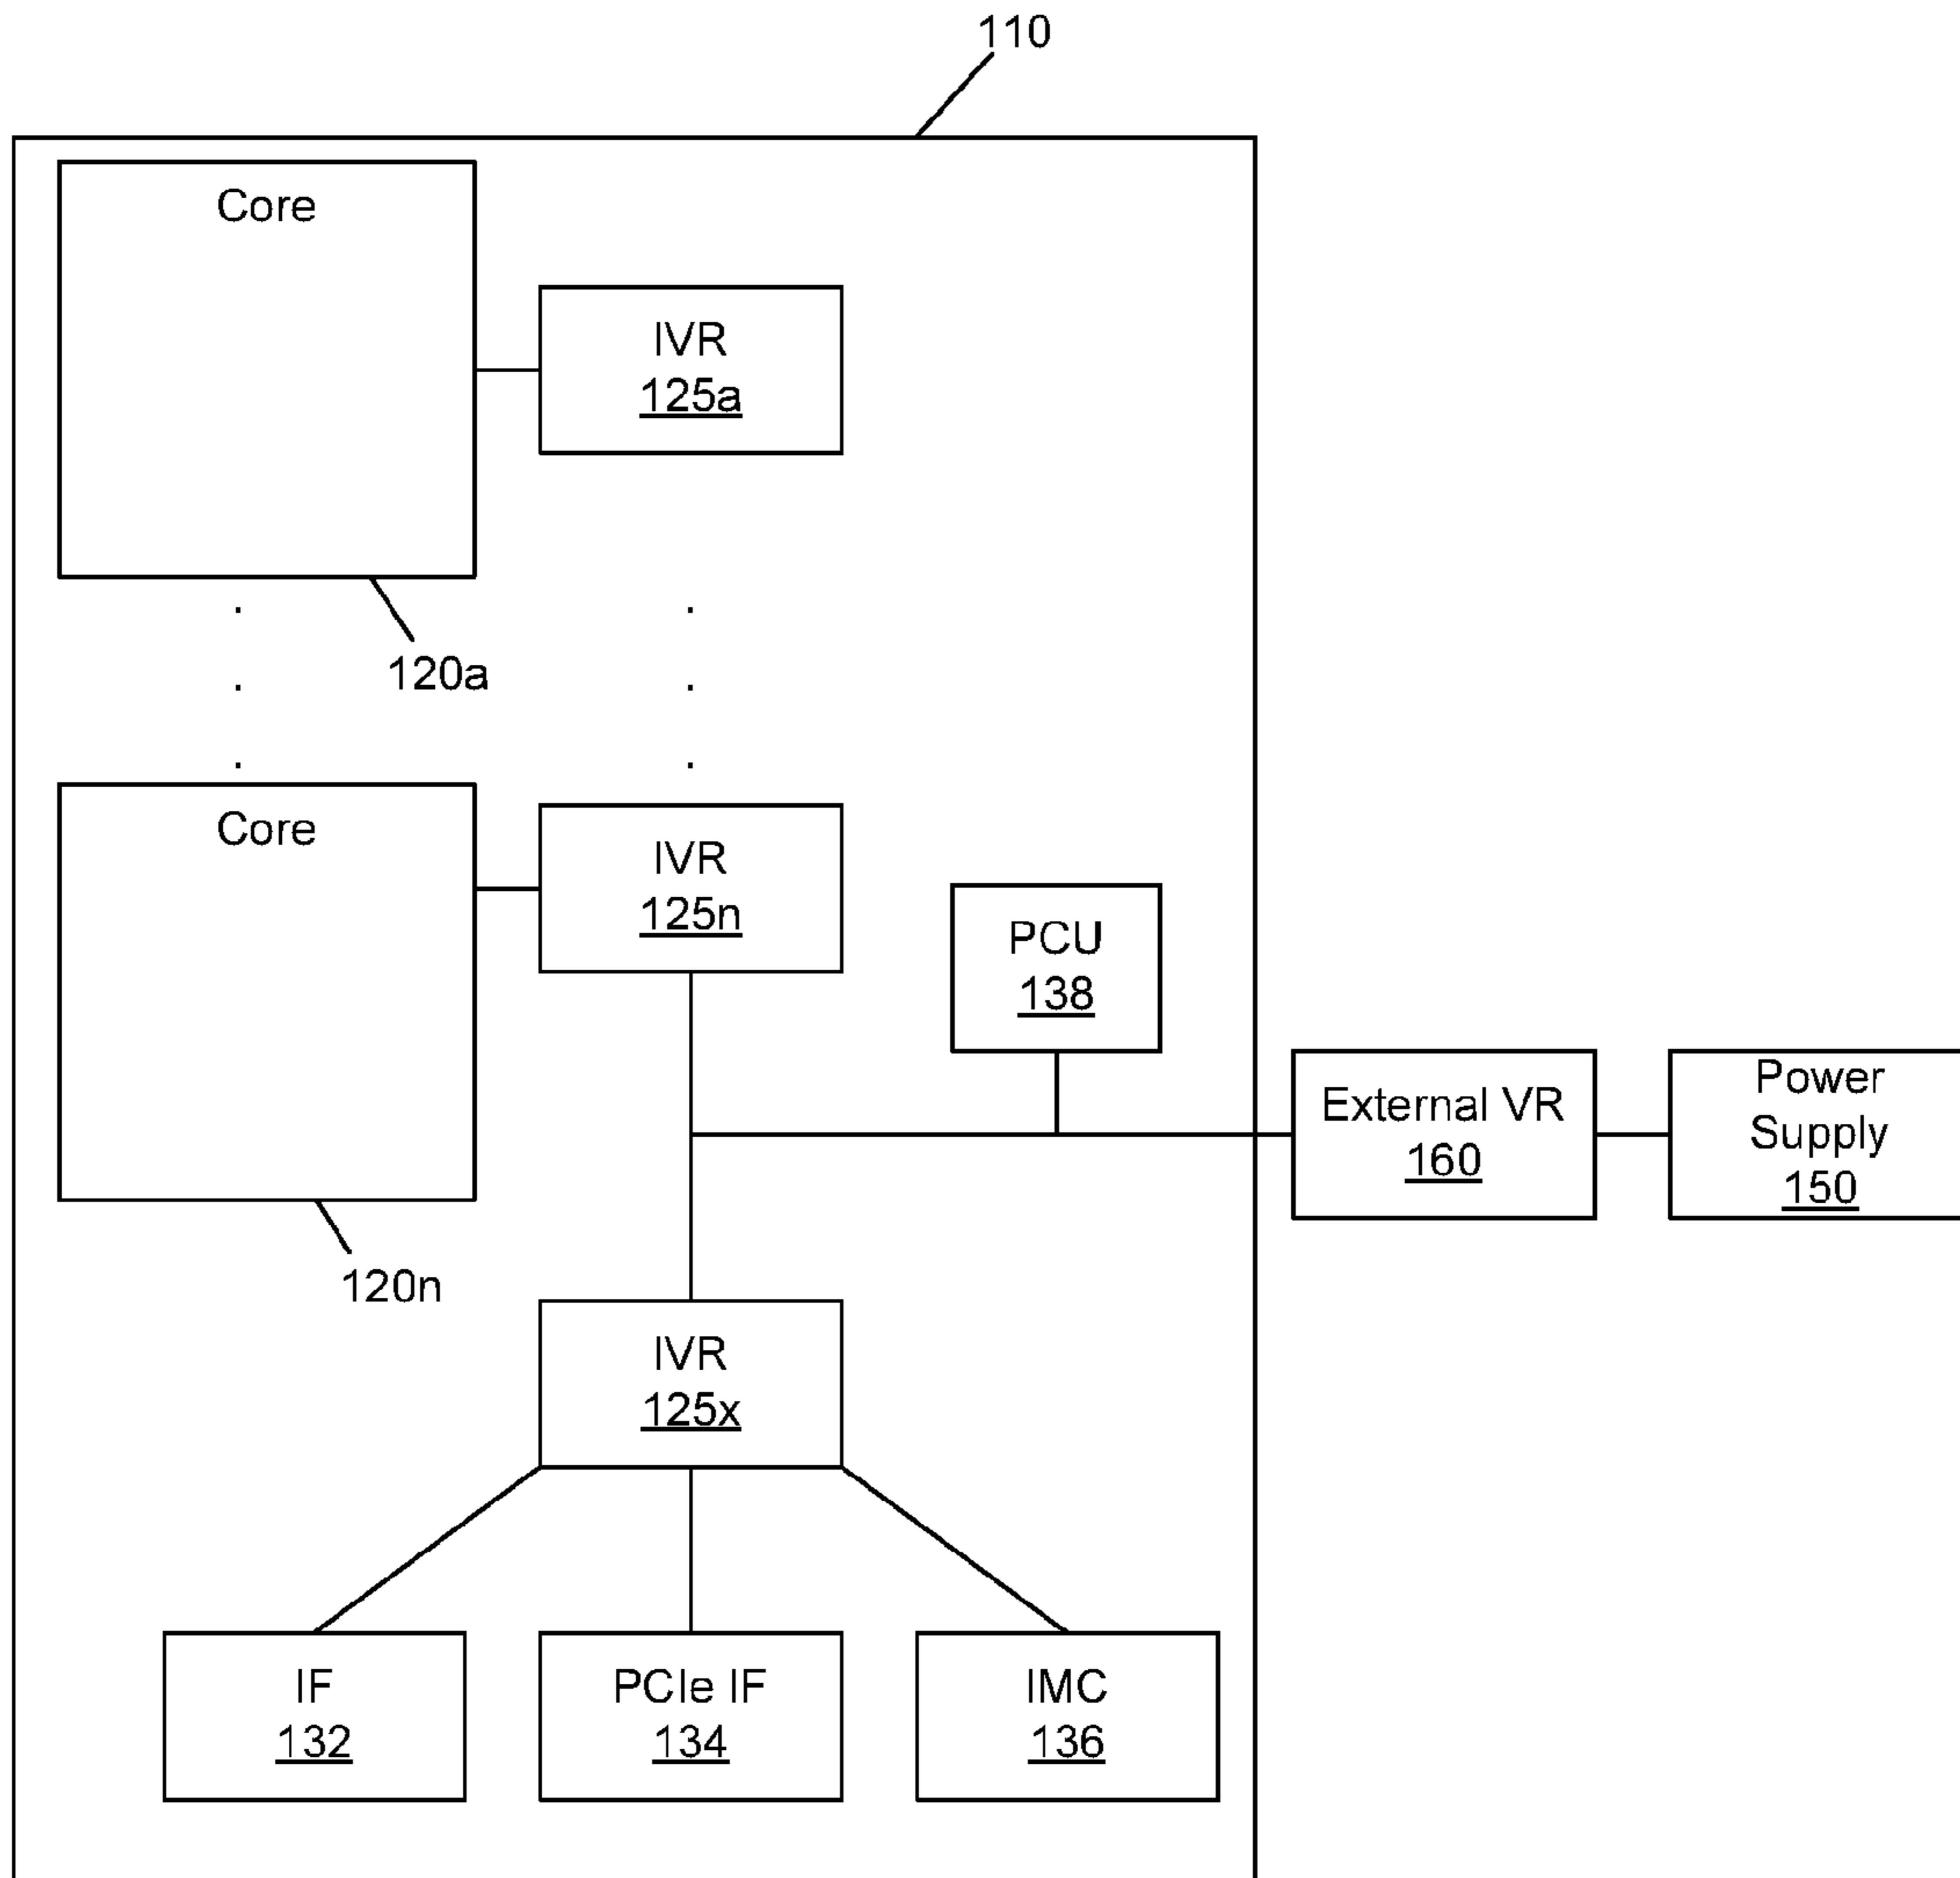 110
Core
IVR
125a
120a
Core
IVR
125n
PCU
138
External VR
160
Power
Supply
150
120n
IVR
125x
IF
132
PCIe IF
134
IMC
136